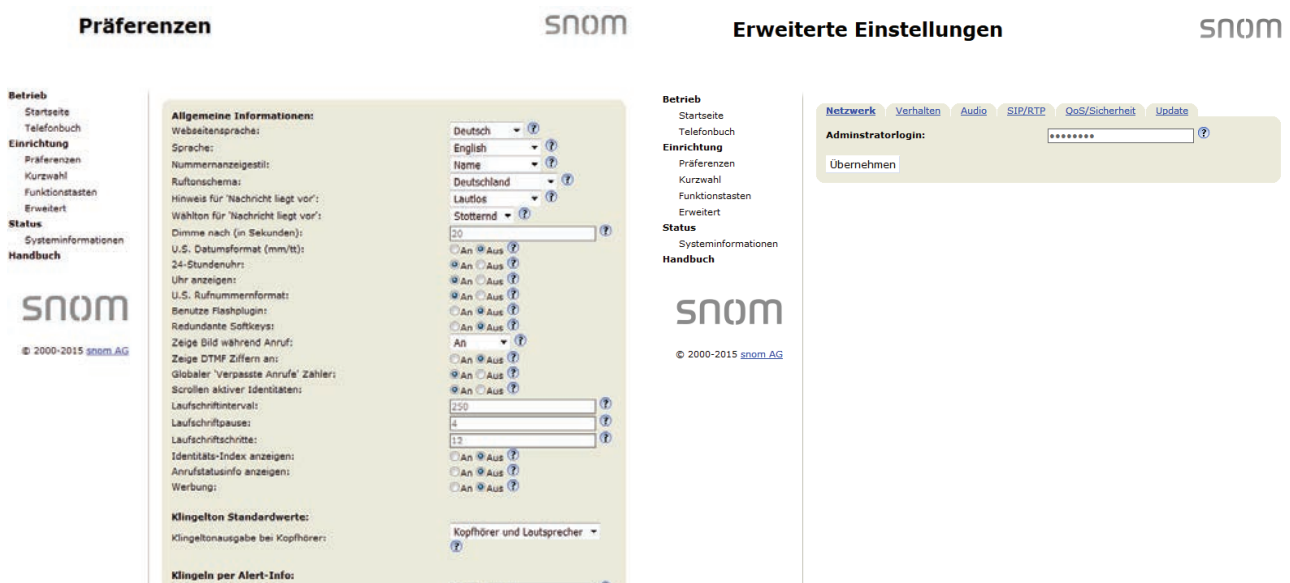 Präferenzen
snom
Betrieb
Startseite
Telefonbuch
Einrichtung
Präferenzen
Kurzwahl
Funktionstasten
Erweitert
Status
Systeminformationen
Handbuch
snom
© 2000-2015 snom AG
Allgemeine Informationen:
Webseitensprache: Deutsch
Sprache: English
Nummernanzeigestil: Name
Ruftonschema: Deutschland
Hinweis für 'Nachricht liegt vor': Lautlos
Wählton für 'Nachricht liegt vor': Stotternd
Dimme nach (in Sekunden): 20
U.S. Datumsformat (mm/tt): An Aus
24-Stundenuhr: An Aus
Uhr anzeigen: An Aus
U.S. Rufnummernformat: An Aus
Benutze Flashplugin: An Aus
Redundante Softkeys: An Aus
Zeige Bild während Anruf: An
Zeige DTMF Ziffern an: An Aus
Globaler 'Verpasste Anrufe' Zähler: An Aus
Scrollen aktiver Identitäten: An Aus
Laufschriftinterval: 250
Laufschriftpause: 4
Laufschriftschritte: 12
Identitäts-Index anzeigen: An Aus
Anrufstatusinfo anzeigen: An Aus
Werbung: An Aus
Klingelton Standardwerte:
Klingeltonausgabe bei Kopfhörer: Kopfhörer und Lautsprecher
Klingeln per Alert-Info:
Erweiterte Einstellungen
snom
Betrieb
Startseite
Telefonbuch
Einrichtung
Präferenzen
Kurzwahl
Funktionstasten
Erweitert
Status
Systeminformationen
Handbuch
snom
© 2000-2015 snom AG
Netzwerk Verhalten Audio SIP/RTP QoS/Sicherheit Update
Adminstratorlogin: ••••••••
Übernehmen